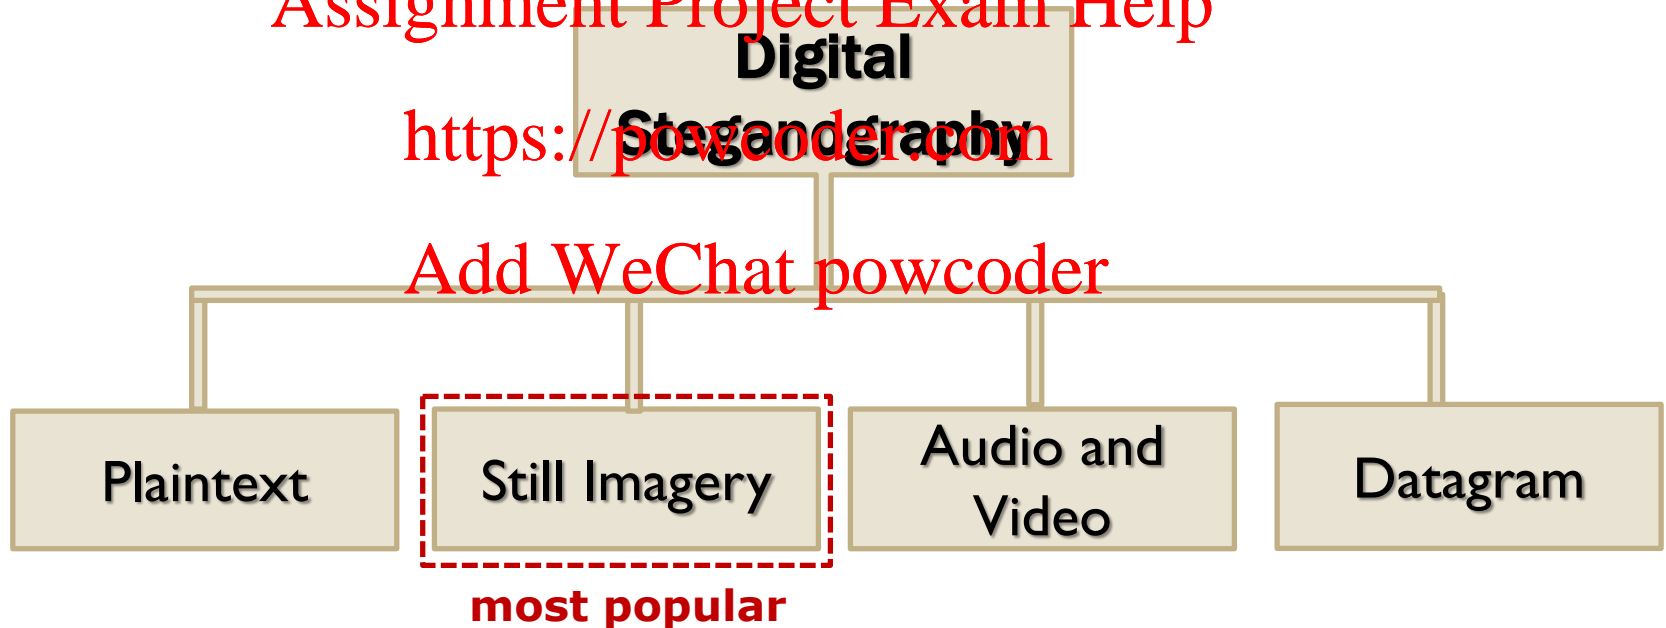 Assignment Project Exam Help
Digital
https://powcoder.com
Steganography
Add WeChat powcoder
Plaintext
Still Imagery
Audio and
Video
Datagram
most popular